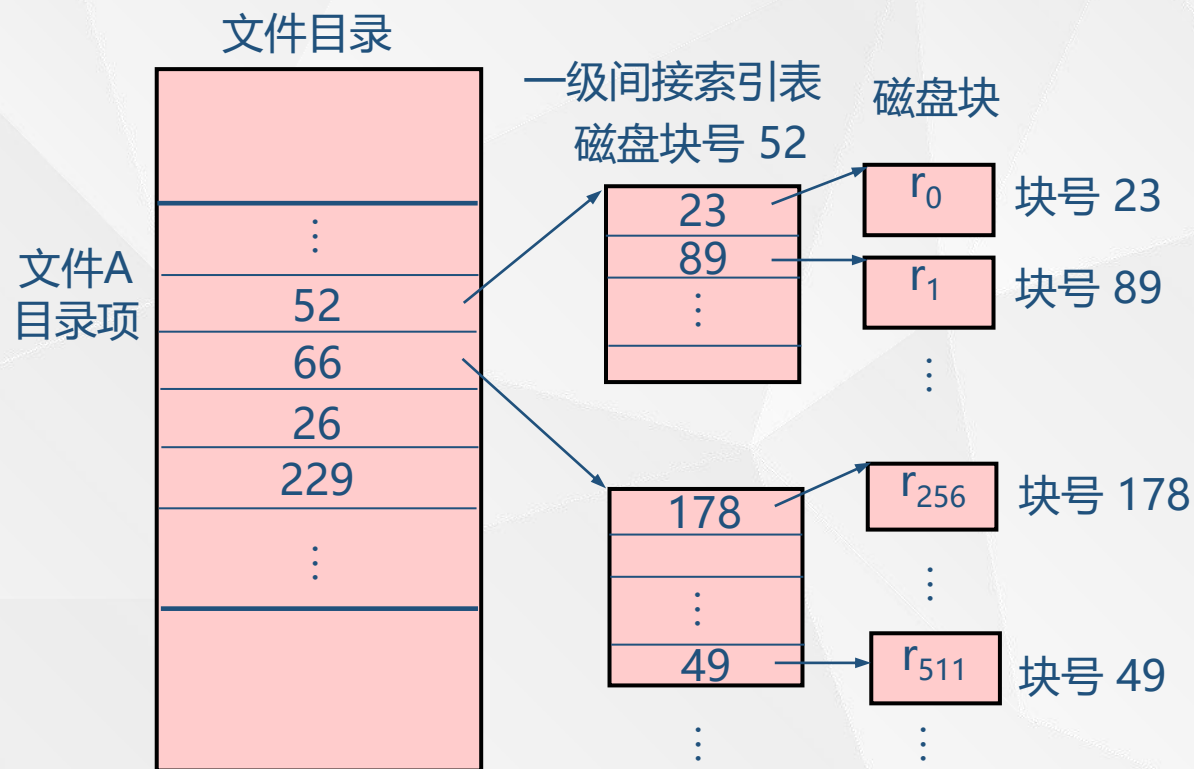 文件目录
一级间接索引表
磁盘块号 52
磁盘块
文件A
目录项
⋮
52
66
26
229
⋮
23
89
⋮
r₀
块号 23
r₁
块号 89
⋮
178
⋮
49
⋮
r₂₅₆
块号 178
⋮
r₅₁₁
块号 49
⋮